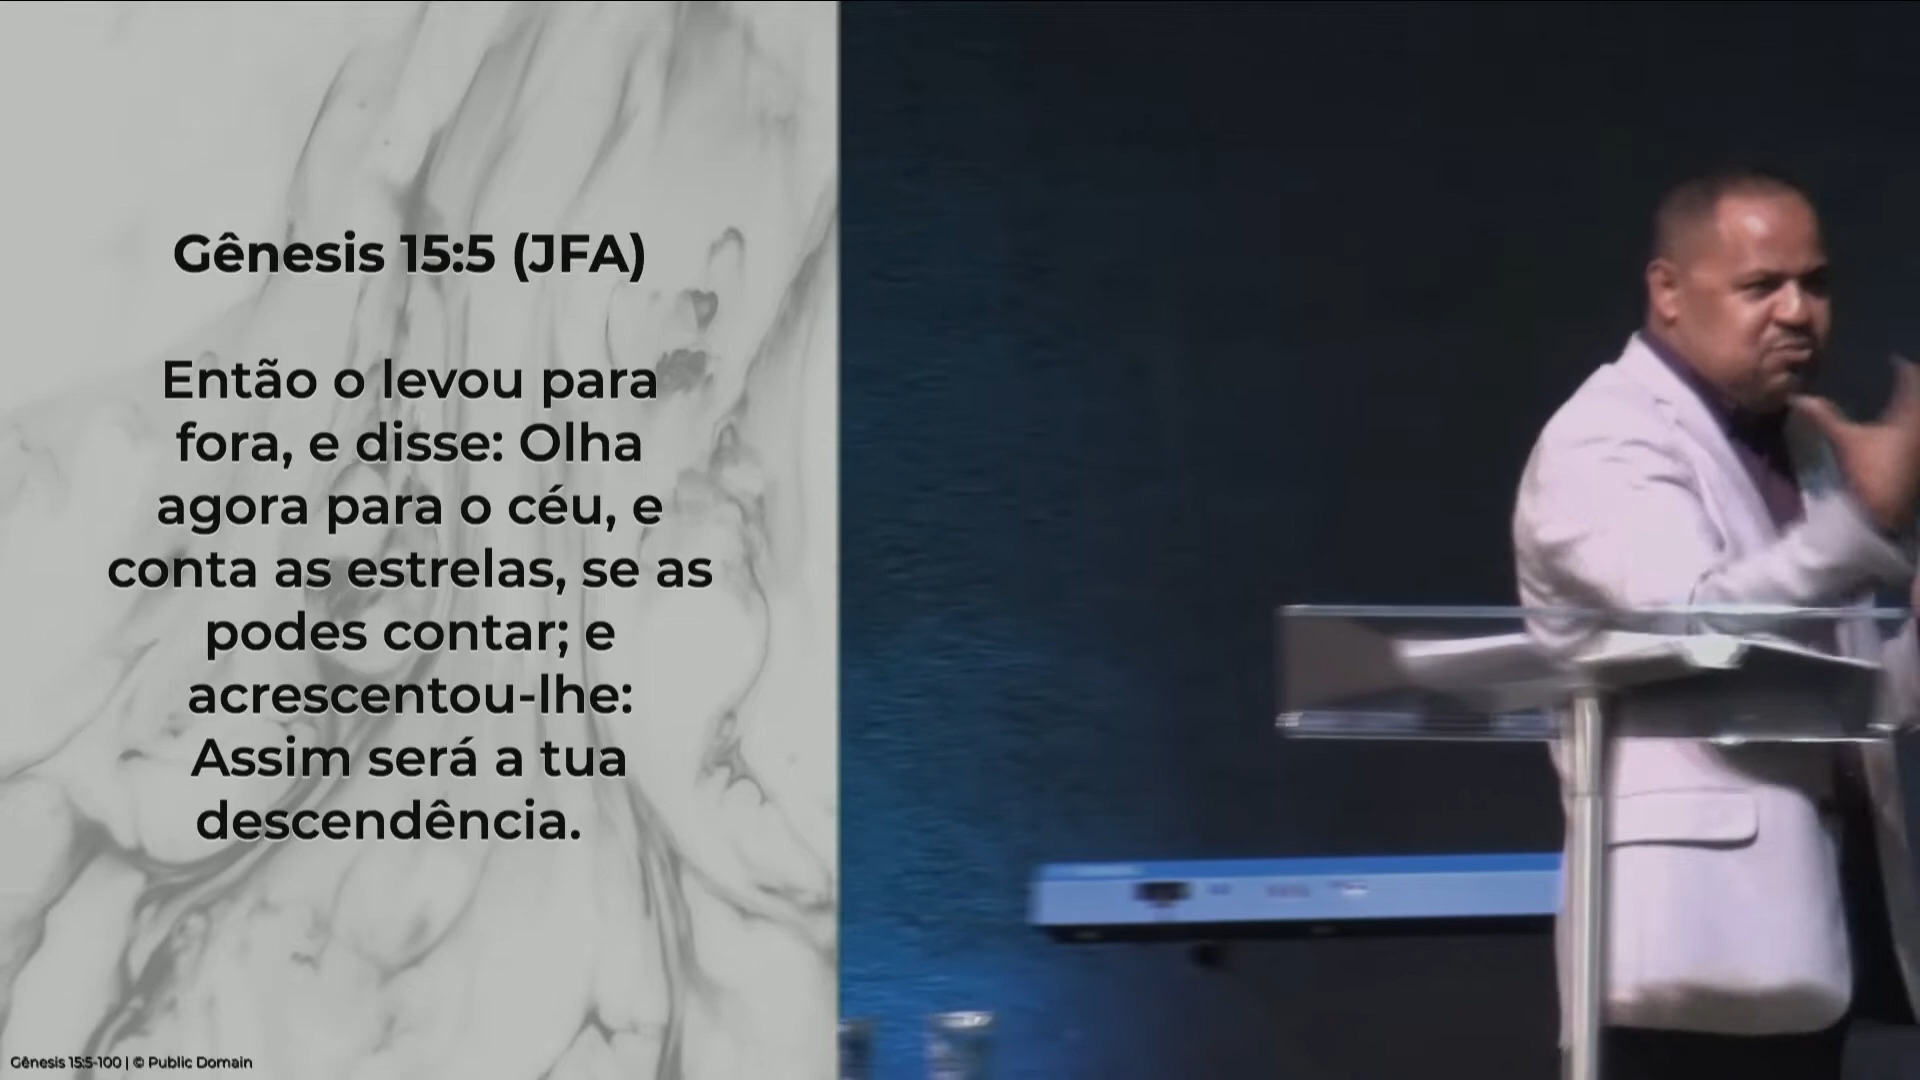 Gênesis 15:5 (JFA)
Então o levou para
fora, e disse: Olha
agora para o céu, e
conta as estrelas, se as
podes contar; e
acrescentou-lhe:
Assim será a tua
descendência.
Gênesis 15:5-100 | © Public Domain